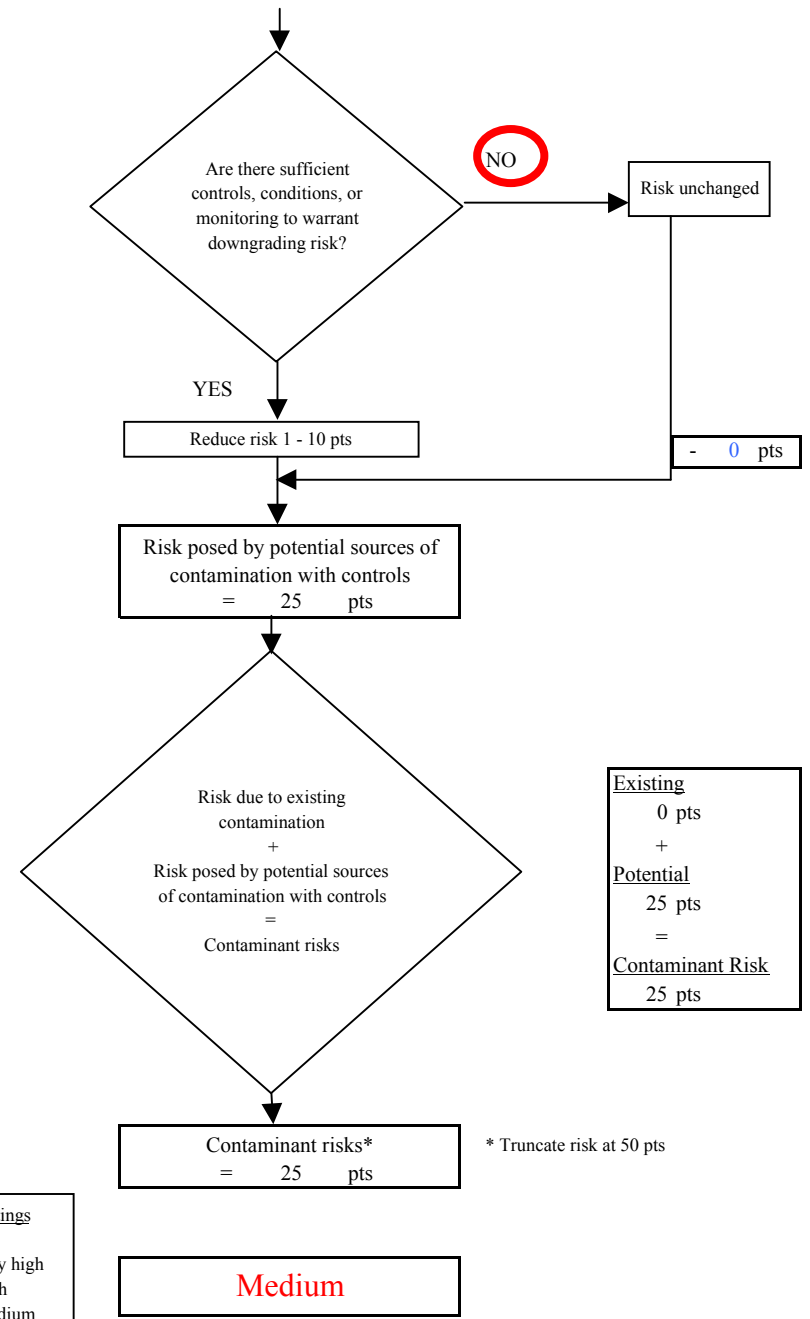 Are there sufficient
controls, conditions, or
monitoring to warrant
downgrading risk?
NO
Risk unchanged
YES
Reduce risk 1 - 10 pts
- 0 pts
Risk posed by potential sources of
contamination with controls
= 25 pts
Risk due to existing
contamination
+
Risk posed by potential sources
of contamination with controls
=
Contaminant risks
Existing
0 pts
+
Potential
25 pts
=
Contaminant Risk
25 pts
Contaminant risks*
= 25 pts
* Truncate risk at 50 pts
high
Medium